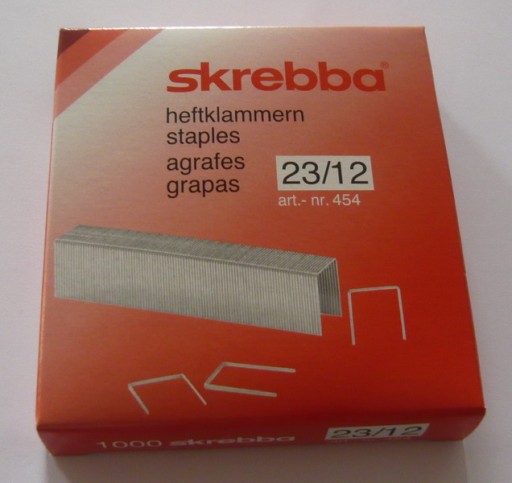 skrebba®
heftklammern
staples
agrafes
grapas
23/12
art.- nr. 454
1000 skrebba
23/12